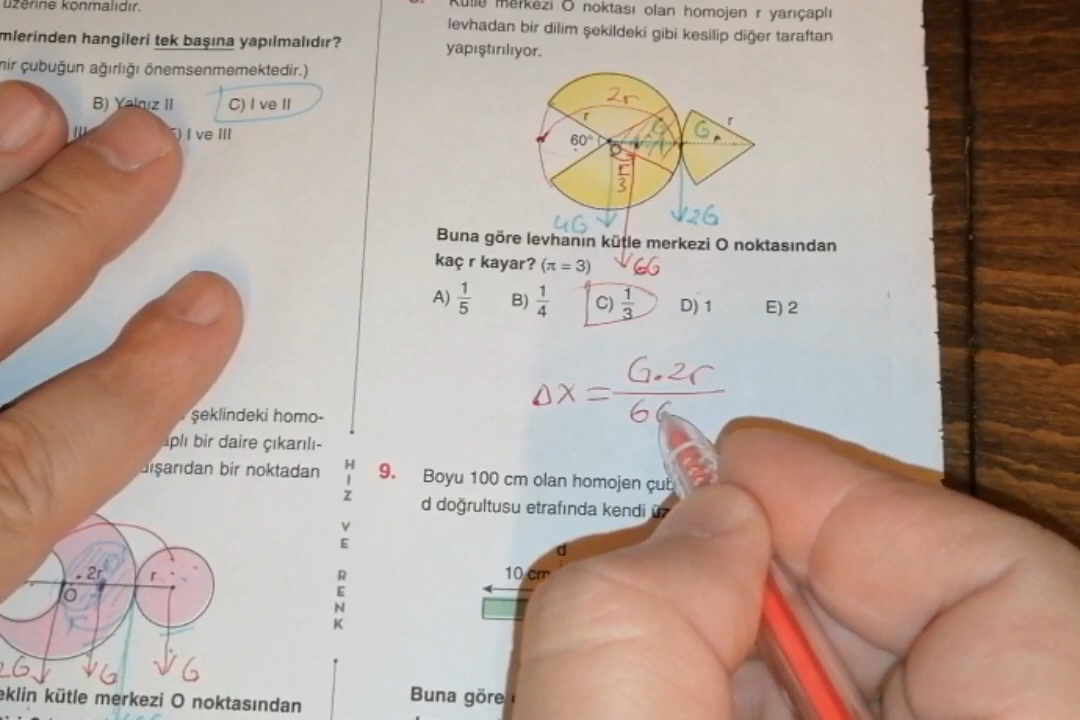 üzerine konmalıdır.
mlerinden hangileri tek başına yapılmalıdır?
nir çubuğun ağırlığı önemsenmemektedir.)
B) Yalnız II
C) I ve II
I ve III
şeklindeki homo-
aplı bir daire çıkarılı-
dışarıdan bir noktadan
2r
r
O
2G
G
G
eklin kütle merkezi O noktasından
HIZ VE RENK
Kütle merkezi O noktası olan homojen r yarıçaplı
levhadan bir dilim şekildeki gibi kesilip diğer taraftan
yapıştırılıyor.
2r
r
60°
O
r/3
G
G
r
4G
2G
6G
Buna göre levhanın kütle merkezi O noktasından
kaç r kayar? (π = 3)
A) 1/5 B) 1/4 C) 1/3 D) 1 E) 2
ΔX = G.2r / 6G
9. Boyu 100 cm olan homojen çub
d doğrultusu etrafında kendi üz
d
10 cm
Buna göre